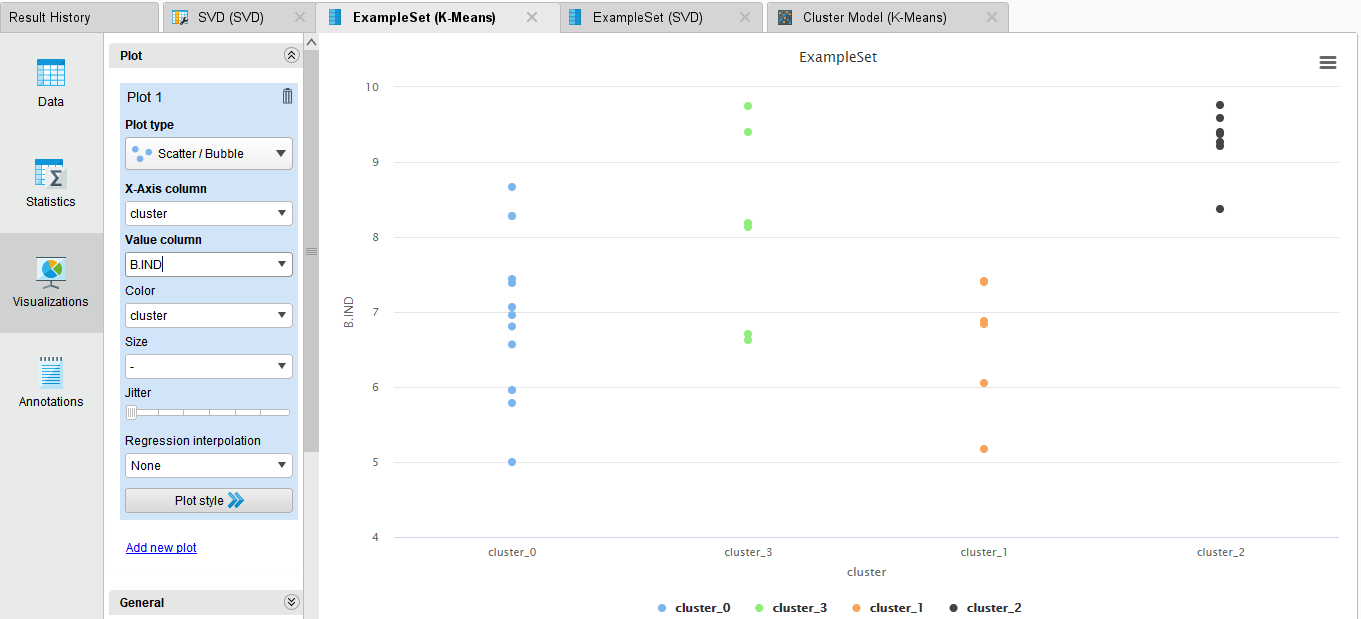 Result History
SVD (SVD)
ExampleSet (K-Means)
ExampleSet (SVD)
Cluster Model (K-Means)
Data
Statistics
Visualizations
Annotations
Plot
Plot 1
Plot type
Scatter / Bubble
X-Axis column
cluster
Value column
B.IND
Color
cluster
Size
-
Jitter
Regression interpolation
None
Plot style
Add new plot
General
ExampleSet
10
9
8
7
6
5
4
B.IND
cluster_0 cluster_3 cluster_1 cluster_2
cluster
cluster_0 cluster_3 cluster_1 cluster_2